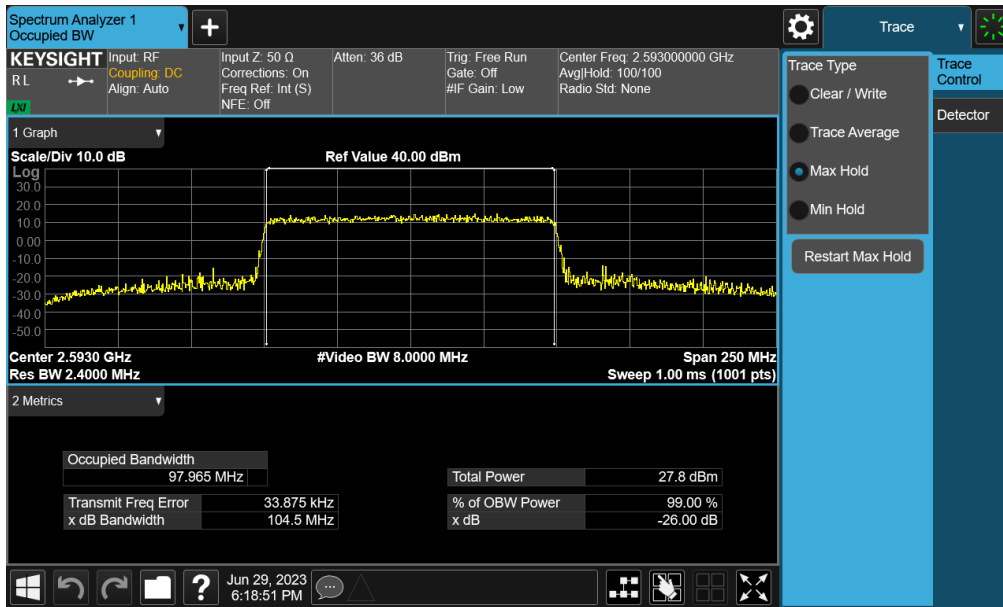 Spectrum Analyzer 1
Occupied BW
+
Trace
KEYSIGHT
R L
LXI
Input: RF
Coupling: DC
Align: Auto
Input Z: 50 Ω
Corrections: On
Freq Ref: Int (S)
NFE: Off
Atten: 36 dB
Trig: Free Run
Gate: Off
#IF Gain: Low
Center Freq: 2.593000000 GHz
Avg|Hold: 100/100
Radio Std: None
Trace Type
Clear / Write
Trace Average
Max Hold
Min Hold
Restart Max Hold
Trace
Control
Detector
1 Graph
Scale/Div 10.0 dB
Ref Value 40.00 dBm
Log
30.0
20.0
10.0
0.00
-10.0
-20.0
-30.0
-40.0
-50.0
Center 2.5930 GHz
#Video BW 8.0000 MHz
Span 250 MHz
Res BW 2.4000 MHz
Sweep 1.00 ms (1001 pts)
2 Metrics
Occupied Bandwidth
97.965 MHz
Total Power 27.8 dBm
Transmit Freq Error 33.875 kHz
% of OBW Power 99.00 %
x dB Bandwidth 104.5 MHz
x dB -26.00 dB
?
Jun 29, 2023
6:18:51 PM